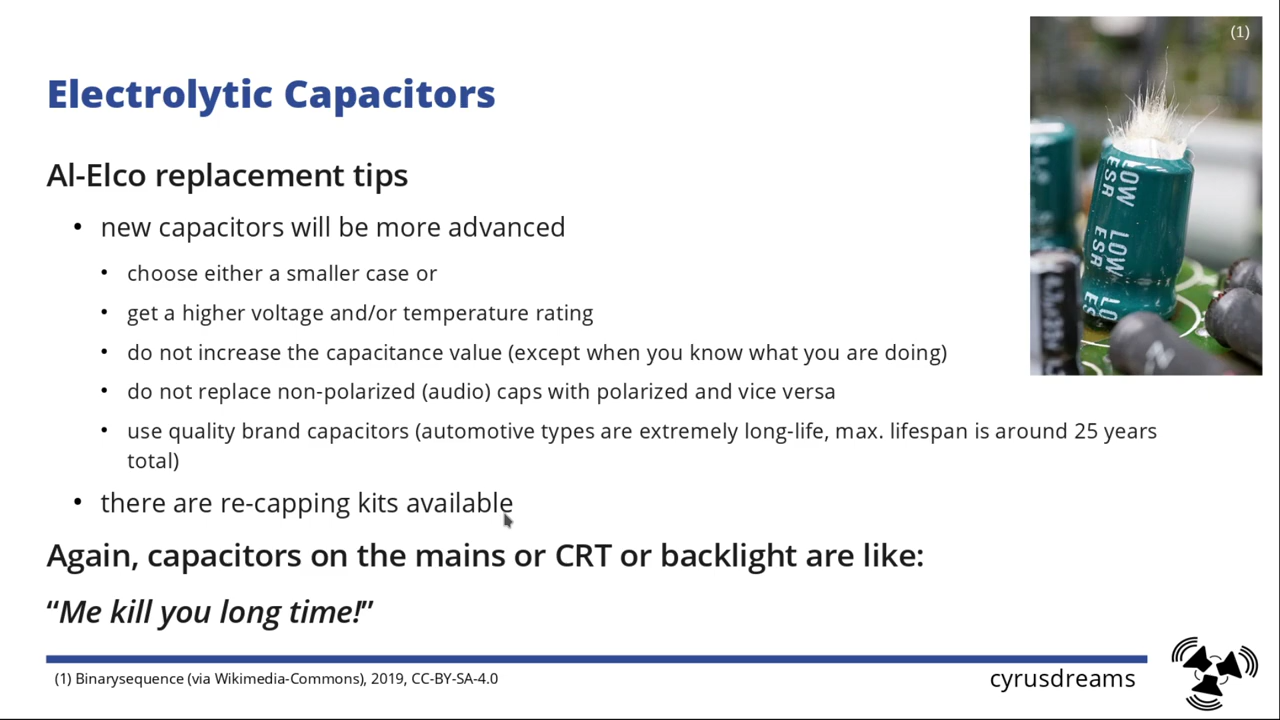 (1)
Electrolytic Capacitors
Al-Elco replacement tips
• new capacitors will be more advanced
• choose either a smaller case or
• get a higher voltage and/or temperature rating
• do not increase the capacitance value (except when you know what you are doing)
• do not replace non-polarized (audio) caps with polarized and vice versa
• use quality brand capacitors (automotive types are extremely long-life, max. lifespan is around 25 years
total)
• there are re-capping kits available
Again, capacitors on the mains or CRT or backlight are like:
“Me kill you long time!”
(1) Binarysequence (via Wikimedia-Commons), 2019, CC-BY-SA-4.0
cyrusdreams
LOW
ESR
LOW
ESR